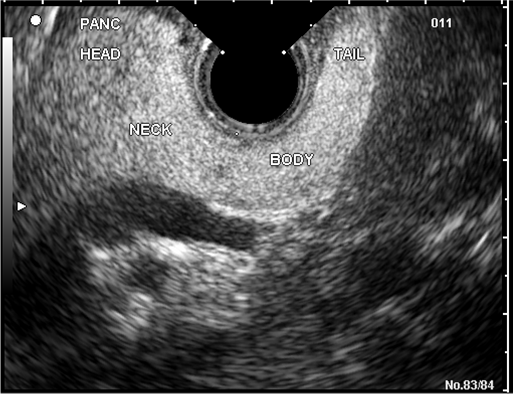 PANC
011
HEAD
TAIL
NECK
BODY
No.83/84